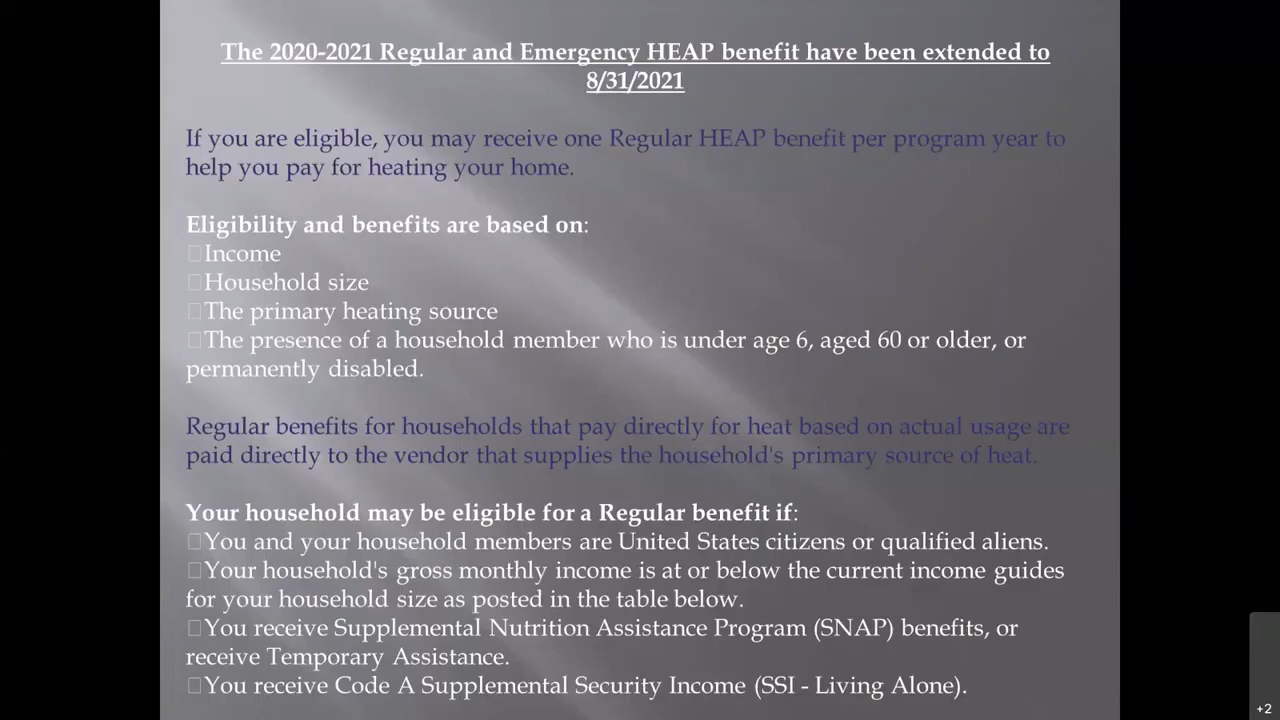 The 2020-2021 Regular and Emergency HEAP benefit have been extended to
8/31/2021
If you are eligible, you may receive one Regular HEAP benefit per program year to
help you pay for heating your home.
Eligibility and benefits are based on:
□Income
□Household size
□The primary heating source
□The presence of a household member who is under age 6, aged 60 or older, or
permanently disabled.
Regular benefits for households that pay directly for heat based on actual usage are
paid directly to the vendor that supplies the household's primary source of heat.
Your household may be eligible for a Regular benefit if:
□You and your household members are United States citizens or qualified aliens.
□Your household's gross monthly income is at or below the current income guides
for your household size as posted in the table below.
□You receive Supplemental Nutrition Assistance Program (SNAP) benefits, or
receive Temporary Assistance.
□You receive Code A Supplemental Security Income (SSI - Living Alone).
+2